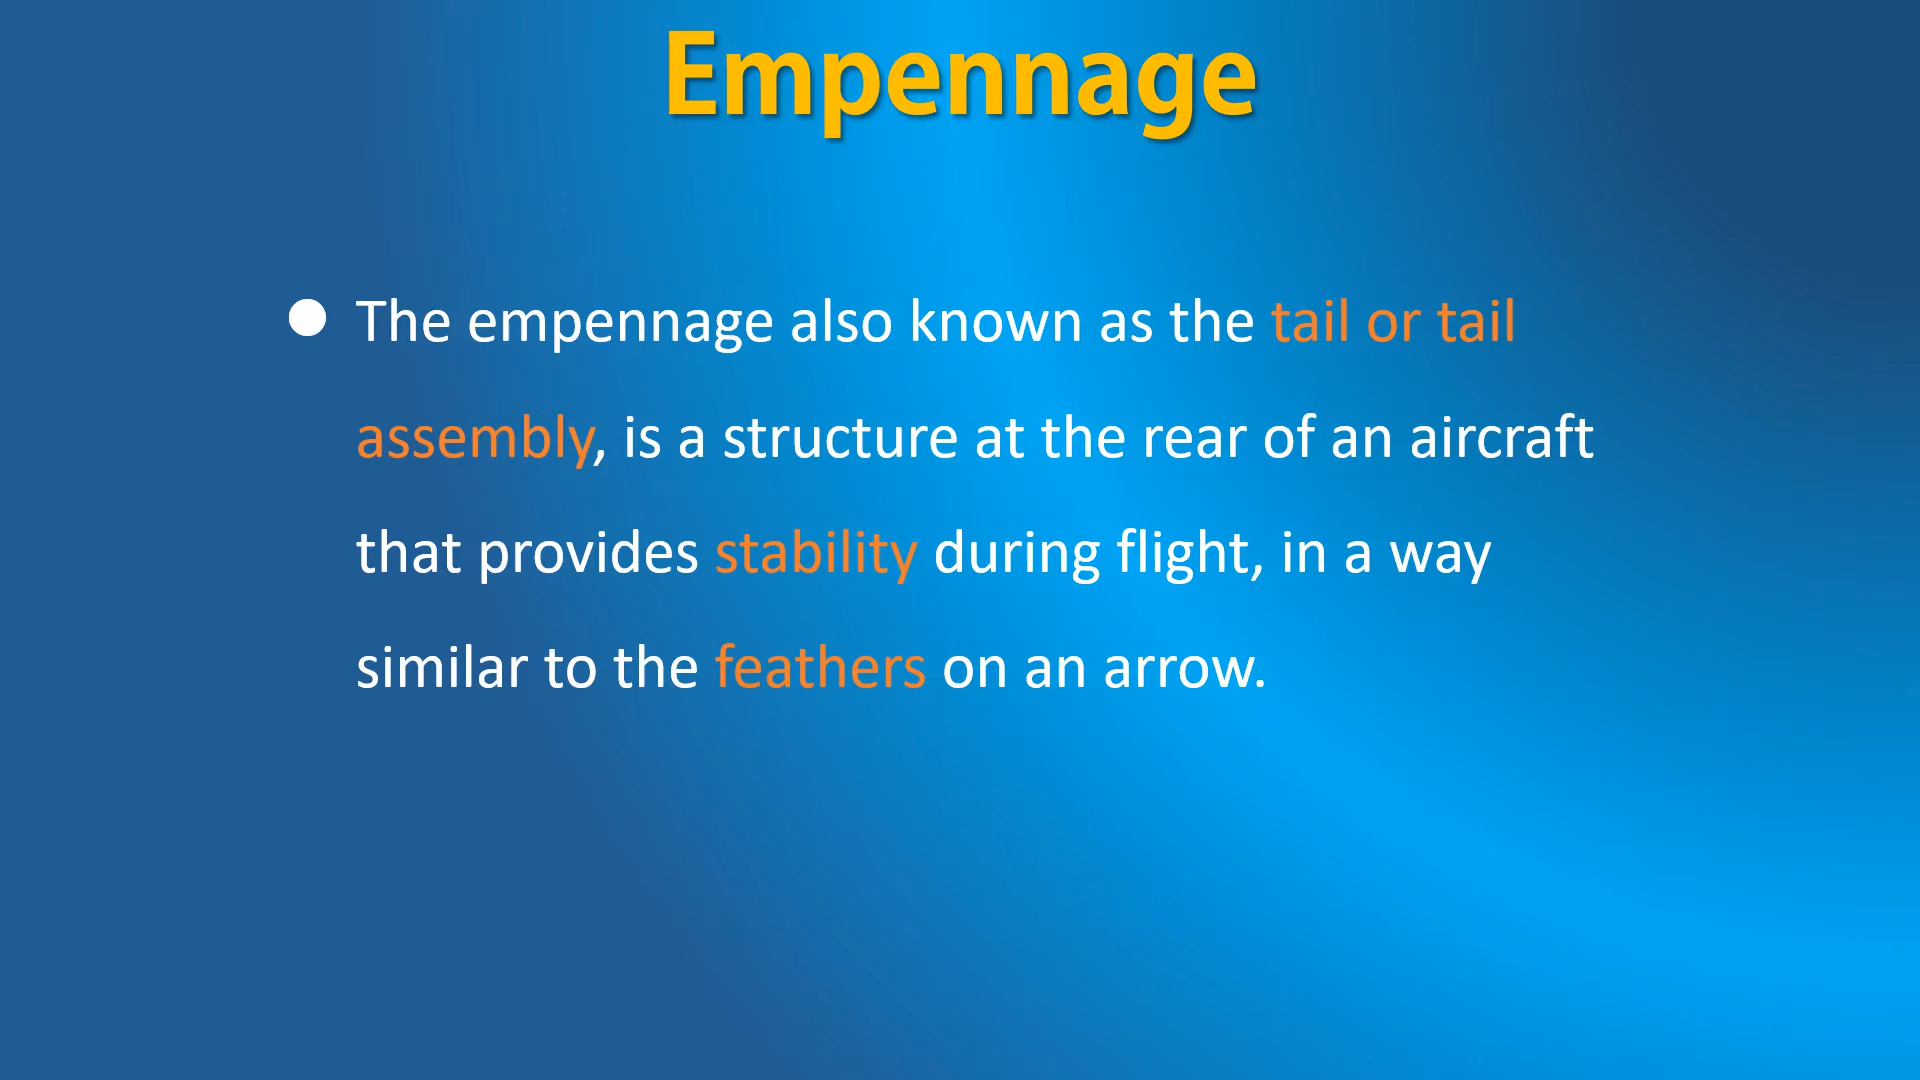 Empennage
The empennage also known as the tail or tail
assembly, is a structure at the rear of an aircraft
that provides stability during flight, in a way
similar to the feathers on an arrow.